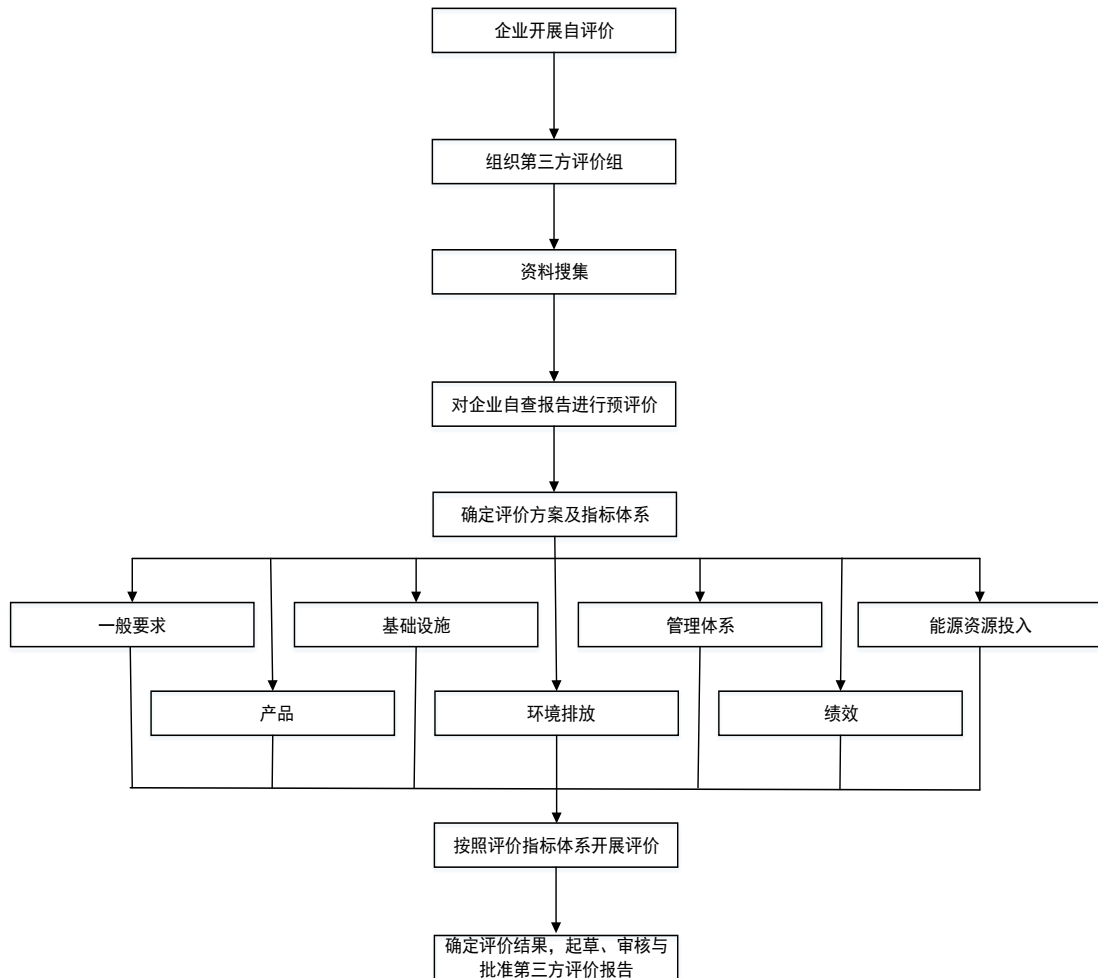 企业开展自评价
组织第三方评价组
资料搜集
对企业自查报告进行预评价
确定评价方案及指标体系
一般要求
基础设施
管理体系
能源资源投入
产品
环境排放
绩效
按照评价指标体系开展评价
确定评价结果，起草、审核与
批准第三方评价报告